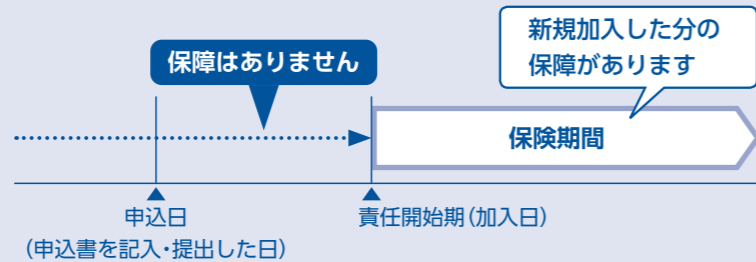 新規加入した分の
保障があります
保障はありません
保険期間
申込日
(申込書を記入・提出した日)
責任開始期(加入日)